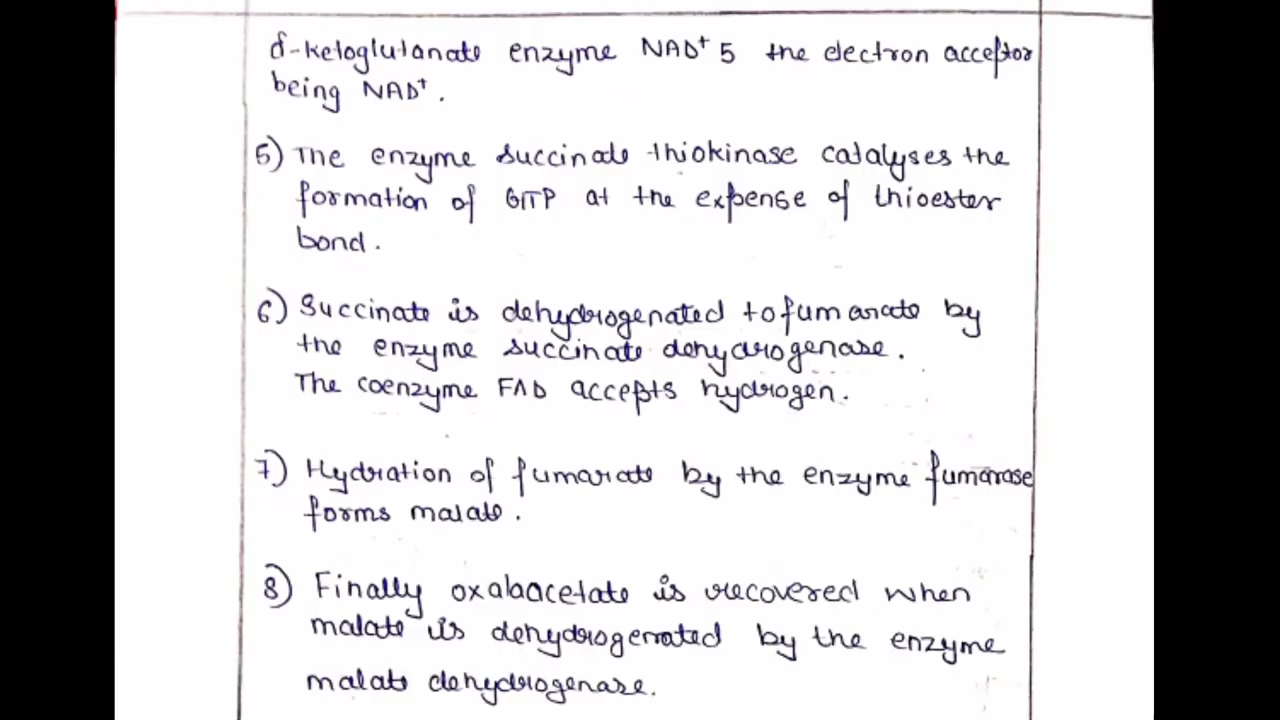 δ-ketoglutanate enzyme NAD⁺ 5 the electron acceptor
being NAD⁺.
5) The enzyme succinate thiokinase catalyses the
formation of GTP at the expense of thioester
bond.
6) Succinate is dehydrogenated to fumarate by
the enzyme succinate dehydrogenase.
The coenzyme FAD accepts hydrogen.
7) Hydration of fumarate by the enzyme fumarase
forms malate.
8) Finally oxaloacetate is recovered when
malate is dehydrogenated by the enzyme
malate dehydrogenase.